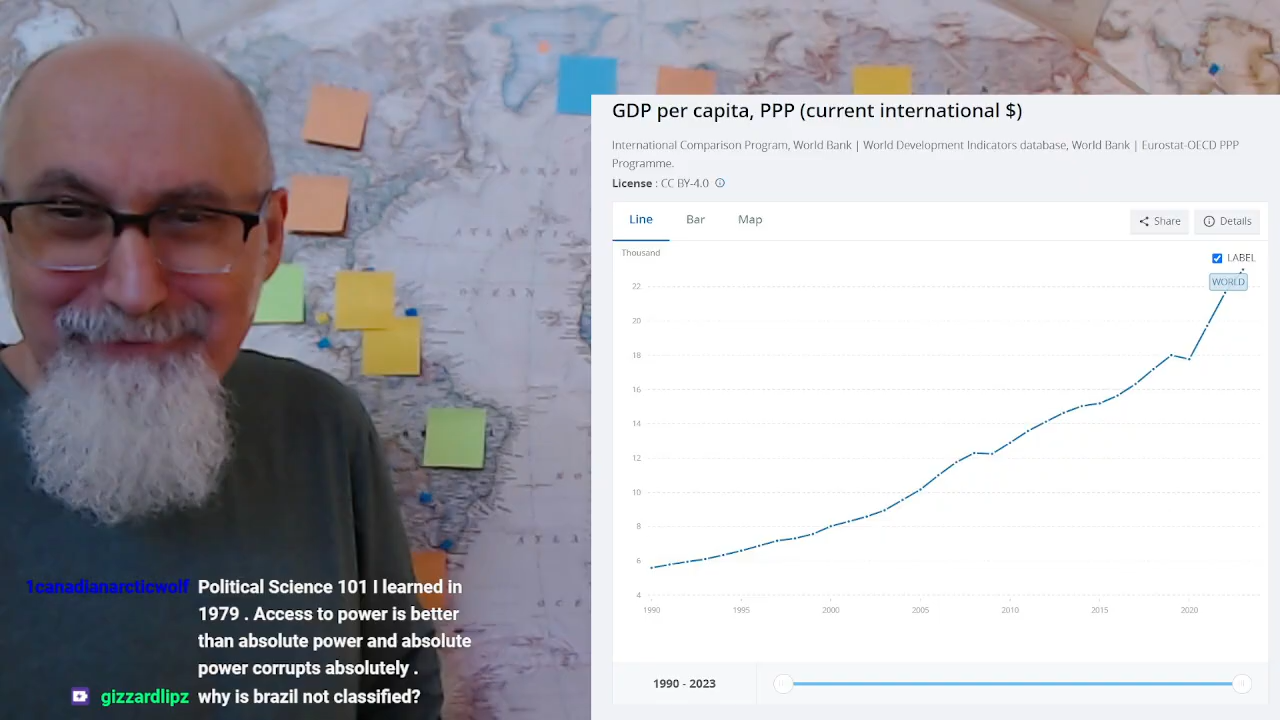 GDP per capita, PPP (current international $)
International Comparison Program, World Bank | World Development Indicators database, World Bank | Eurostat-OECD PPP
Programme.
License : CC BY-4.0
Line Bar Map
Share Details
Thousand
LABEL
WORLD
22
20
18
16
14
12
10
8
6
4
1990 1995 2000 2005 2010 2015 2020
1990 - 2023
ATLANTIC
OCEAN
1canadianarcticwolf Political Science 101 I learned in
1979 . Access to power is better
than absolute power and absolute
power corrupts absolutely .
gizzardlipz why is brazil not classified?